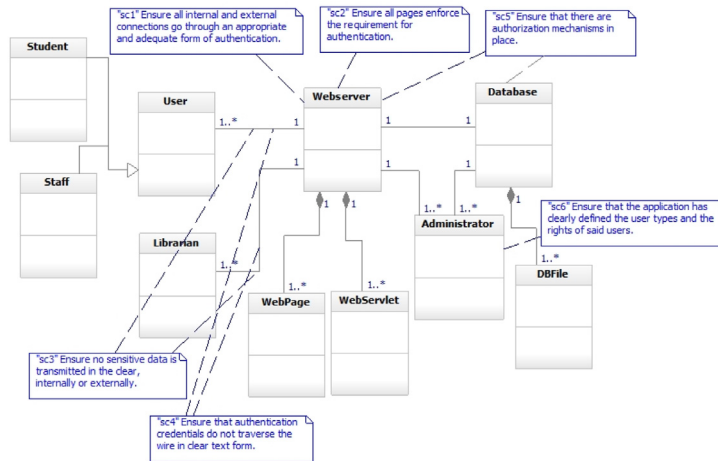 "sc1" Ensure all internal and external
connections go through an appropriate
and adequate form of authentication.
"sc2" Ensure all pages enforce
the requirement for
authentication.
"sc5" Ensure that there are
authorization mechanisms in
place.
Student
User
Webserver
Database
1..*
1
1
1
Staff
1
1
1
1
1
1
Librarian
1..*
1..*
1..*
Administrator
"sc6" Ensure that the application has
clearly defined the user types and the
rights of said users.
1..*
DBFile
1..*
WebPage
1..*
WebServlet
"sc3" Ensure no sensitive data is
transmitted in the clear,
internally or externally.
"sc4" Ensure that authentication
credentials do not traverse the
wire in clear text form.